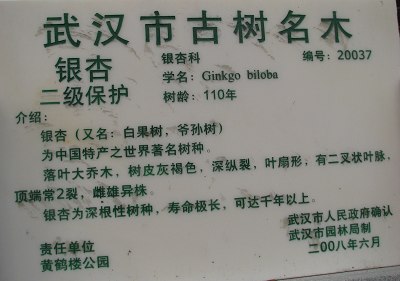 武汉市古树名木
银杏
银杏科
编号：20037
学名：Ginkgo biloba
二级保护
树龄：110年
介绍：
银杏（又名：白果树，爷孙树）
为中国特产之世界著名树种。
落叶大乔木，树皮灰褐色，深纵裂，叶扇形，有二叉状叶脉，
顶端常2裂，雌雄异株。
银杏为深根性树种，寿命极长，可达千年以上。
责任单位
黄鹤楼公园
武汉市人民政府确认
武汉市园林局制
二00八年六月